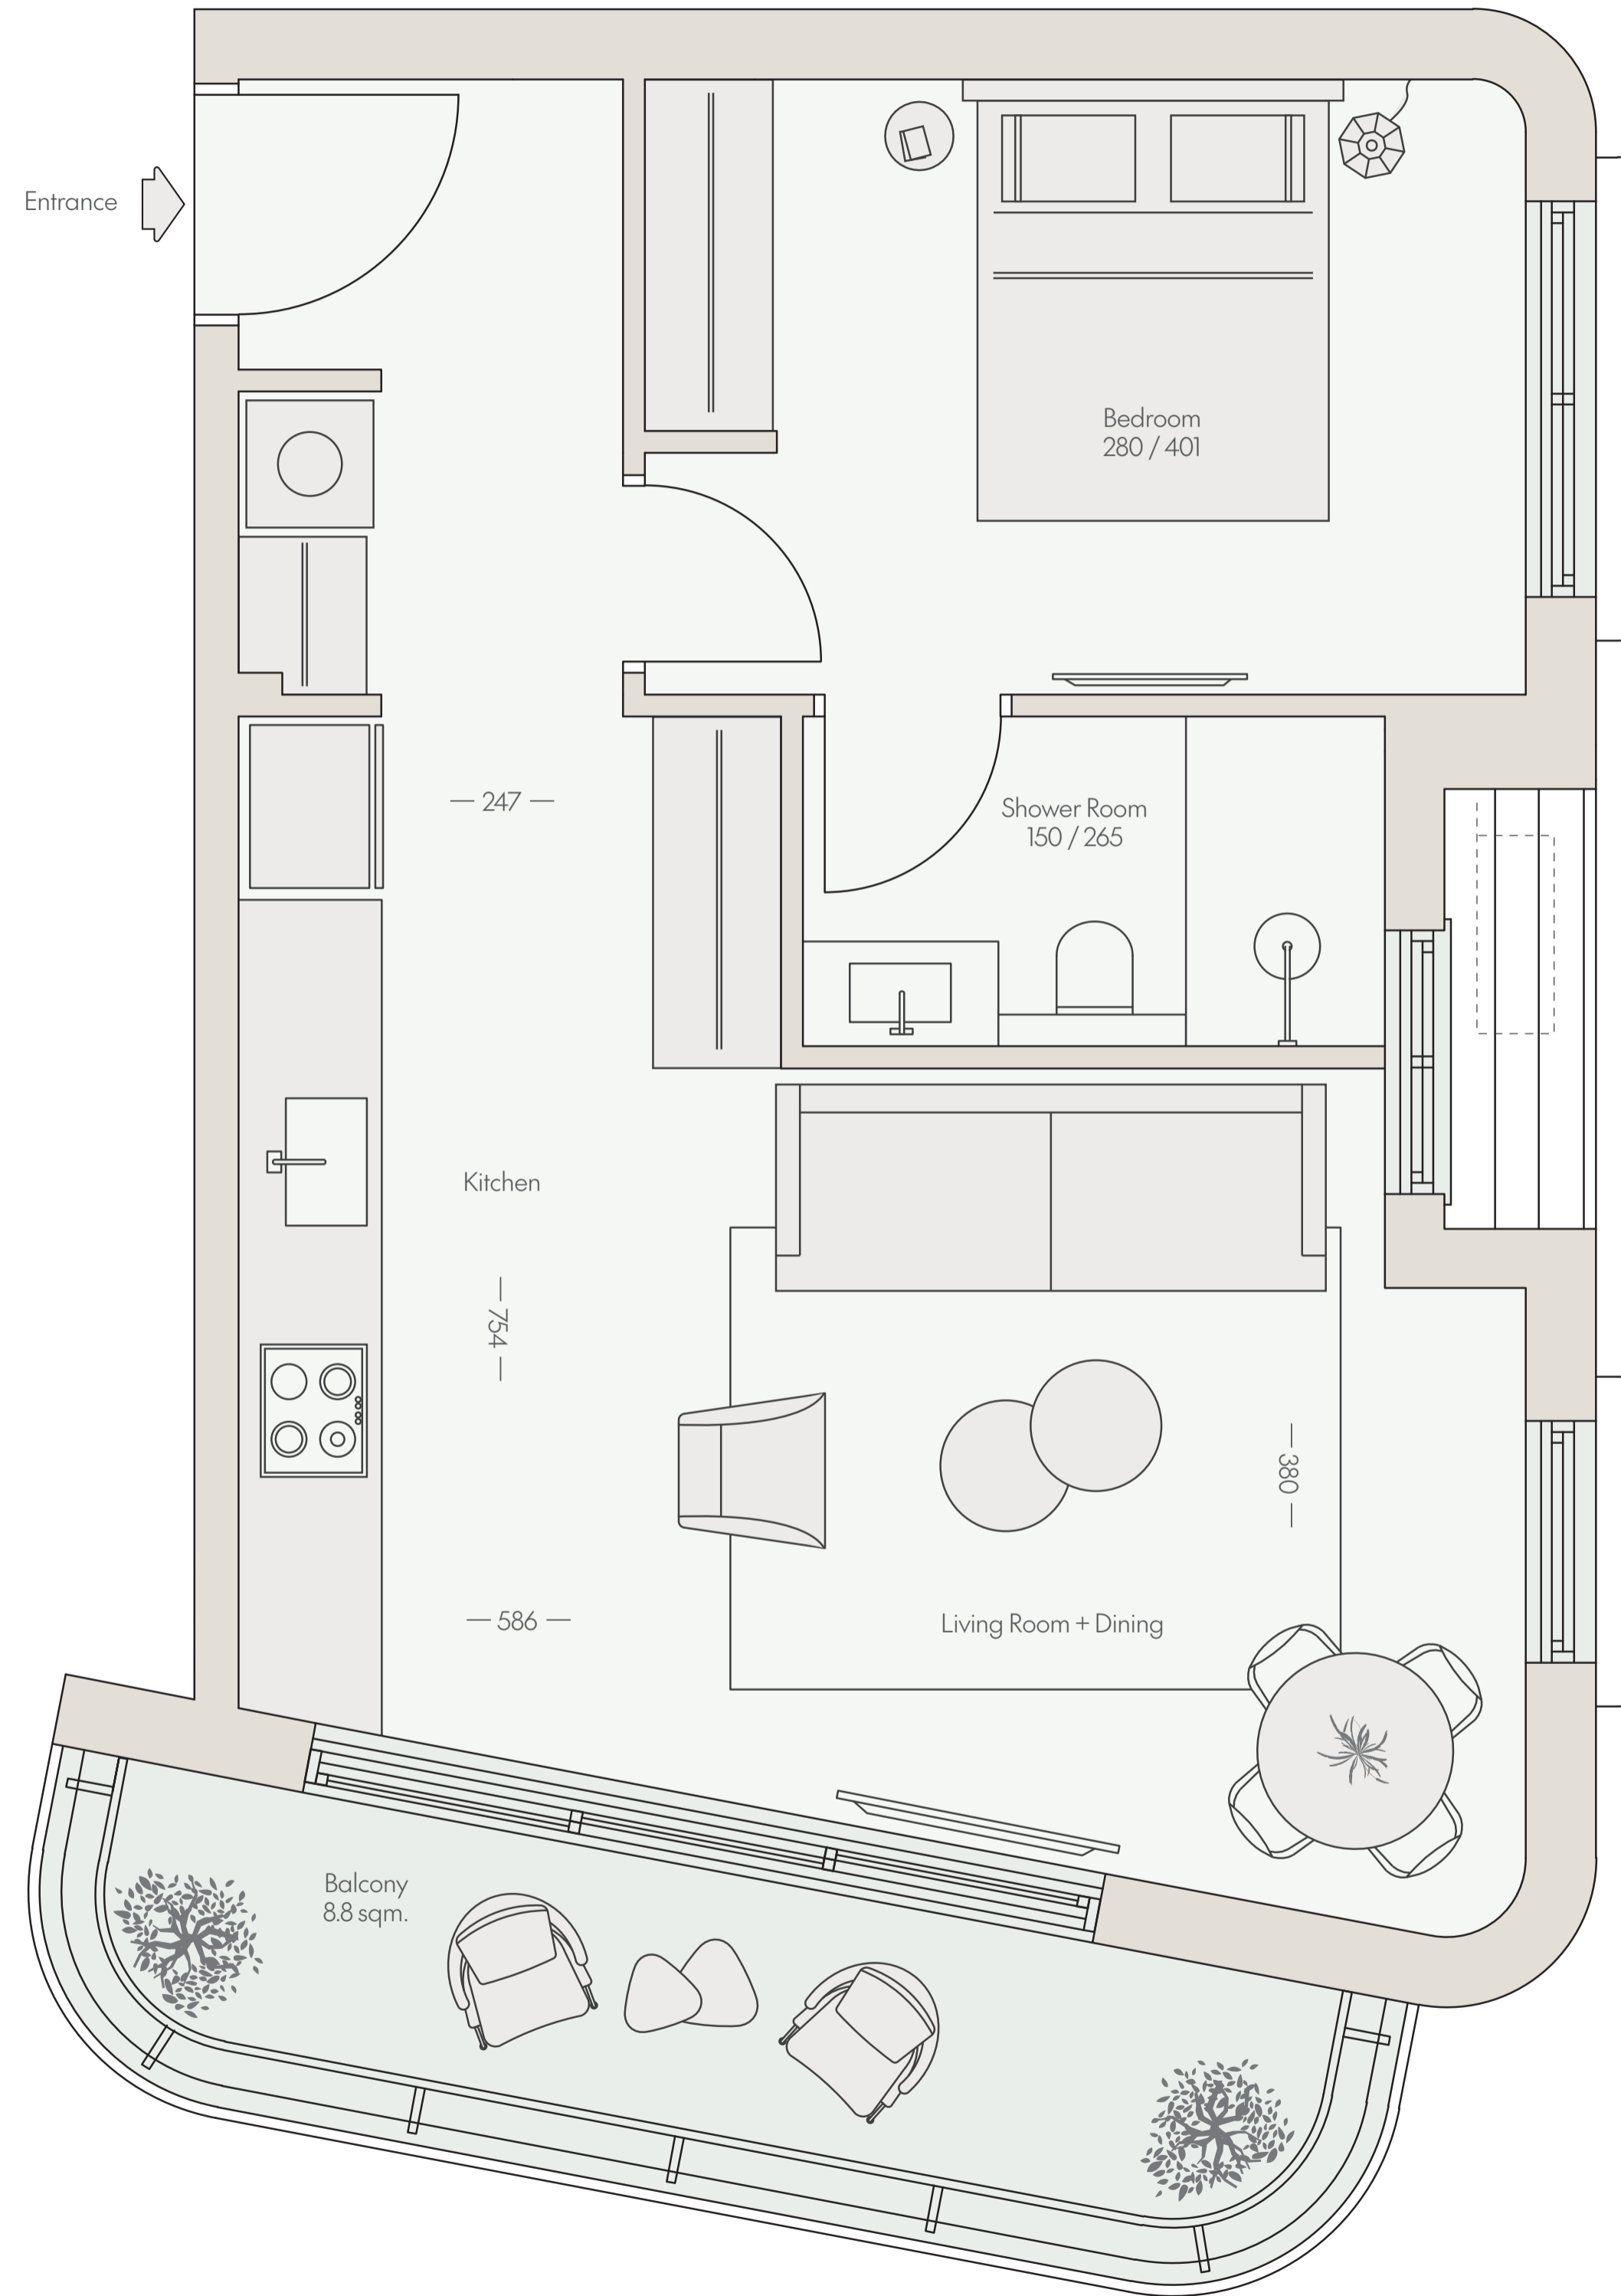 Entrance
Bedroom
280 / 401
— 247 —
Shower Room
150 / 265
Kitchen
— 754 —
— 380 —
— 586 —
Living Room + Dining
Balcony
8.8 sqm.